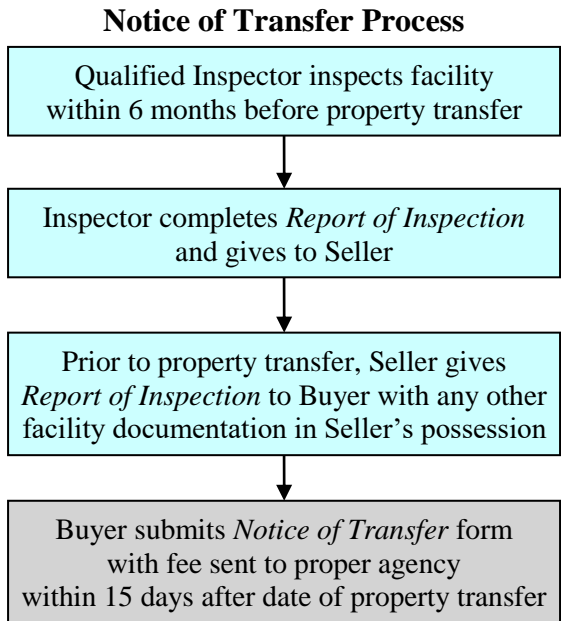 Notice of Transfer Process
Qualified Inspector inspects facility
within 6 months before property transfer
Inspector completes Report of Inspection
and gives to Seller
Prior to property transfer, Seller gives
Report of Inspection to Buyer with any other
facility documentation in Seller’s possession
Buyer submits Notice of Transfer form
with fee sent to proper agency
within 15 days after date of property transfer